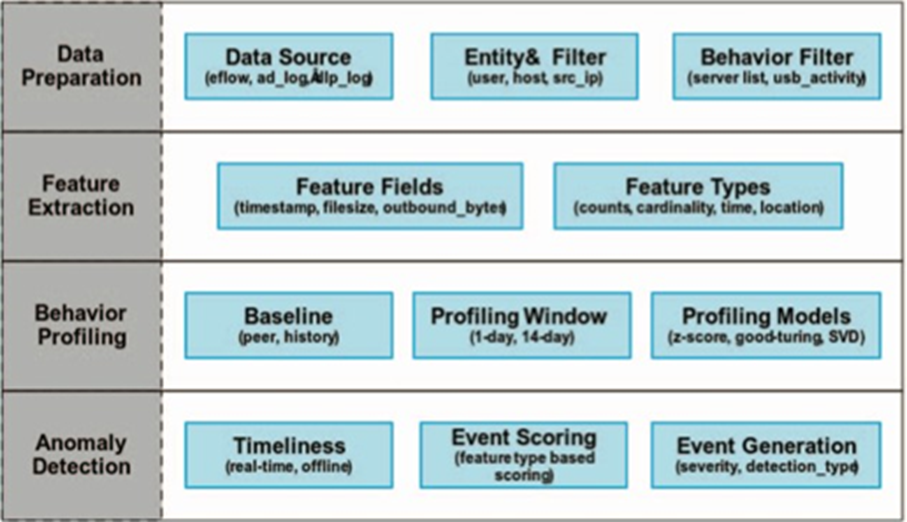 Data
Preparation
Data Source
(eflow, ad_log,Âllp_log)
Entity& Filter
(user, host, src_ip)
Behavior Filter
(server list, usb_activity)
Feature
Extraction
Feature Fields
(timestamp, filesize, outbound_bytes)
Feature Types
(counts, cardinality, time, location)
Behavior
Profiling
Baseline
(peer, history)
Profiling Window
(1-day, 14-day)
Profiling Models
(z-score, good-turing, SVD)
Anomaly
Detection
Timeliness
(real-time, offline)
Event Scoring
(feature type based
scoring)
Event Generation
(severity, detection_type)